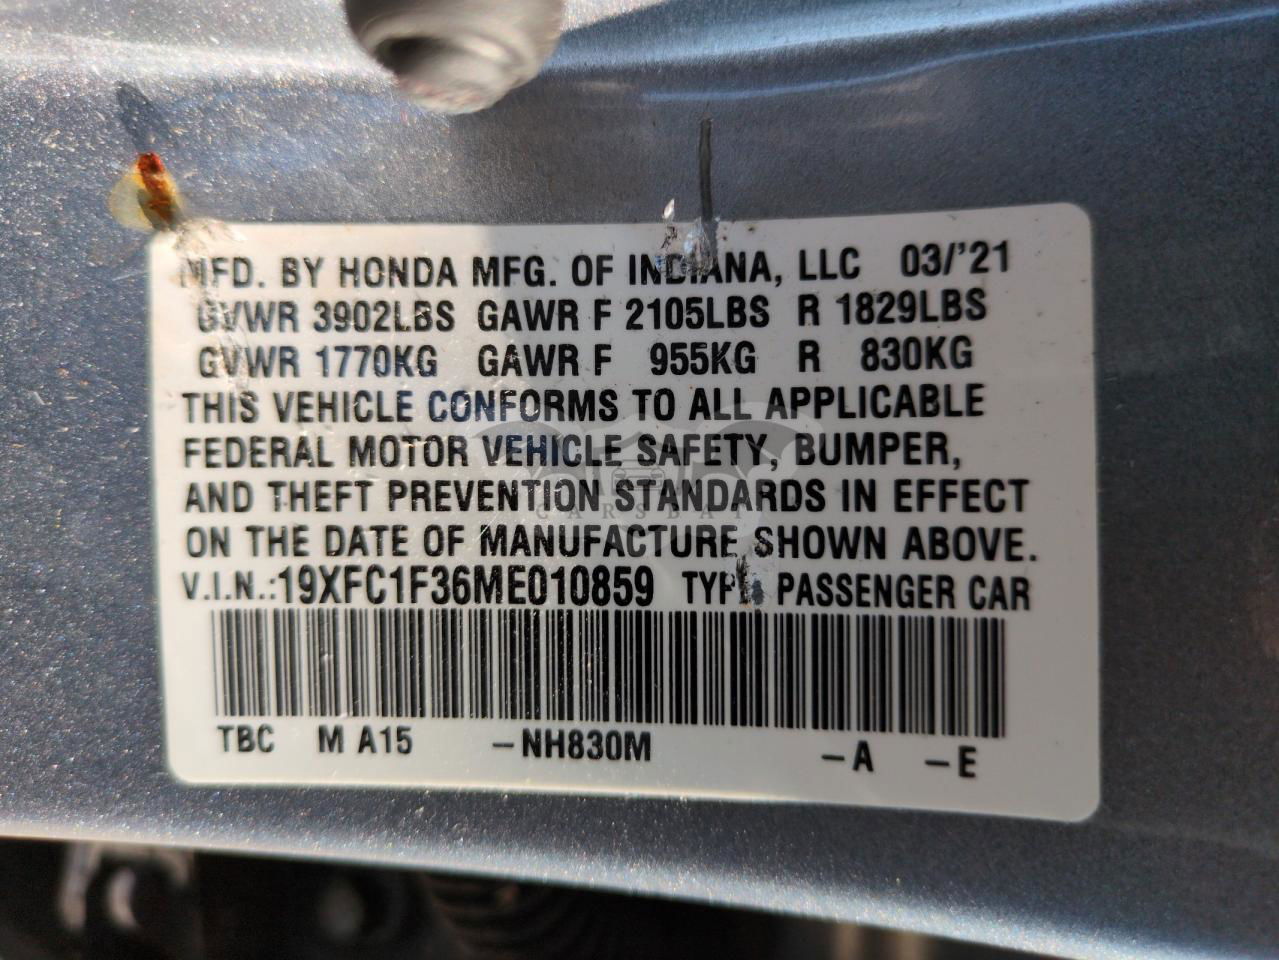 MFD. BY HONDA MFG. OF INDIANA, LLC 03/'21
GVWR 3902LBS GAWR F 2105LBS R 1829LBS
GVWR 1770KG GAWR F 955KG R 830KG
THIS VEHICLE CONFORMS TO ALL APPLICABLE
FEDERAL MOTOR VEHICLE SAFETY, BUMPER,
AND THEFT PREVENTION STANDARDS IN EFFECT
CARSBAT
ON THE DATE OF MANUFACTURE SHOWN ABOVE.
V.I.N.:19XFC1F36ME010859 TYPE PASSENGER CAR
TBC M A15 -NH830M -A -E